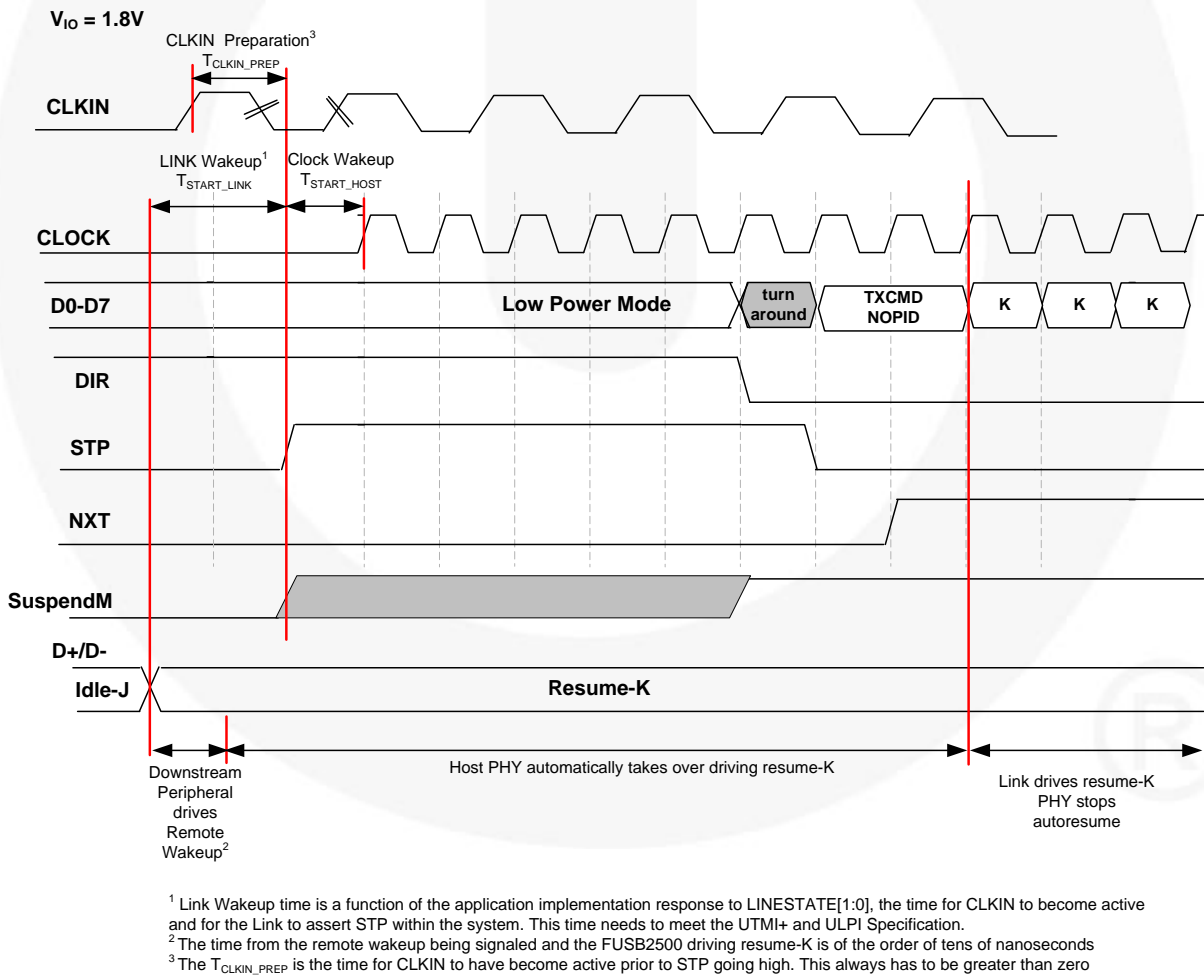 V_IO = 1.8V
CLKIN Preparation³
T_CLKIN_PREP
CLKIN
LINK Wakeup¹
T_START_LINK
Clock Wakeup
T_START_HOST
CLOCK
D0-D7
Low Power Mode
turn
around
TXCMD
NOPID
K
K
K
DIR
STP
NXT
SuspendM
D+/D-
Idle-J
Resume-K
Downstream
Peripheral
drives
Remote
Wakeup²
Host PHY automatically takes over driving resume-K
Link drives resume-K
PHY stops
autoresume
®
¹ Link Wakeup time is a function of the application implementation response to LINESTATE[1:0], the time for CLKIN to become active
and for the Link to assert STP within the system. This time needs to meet the UTMI+ and ULPI Specification.
² The time from the remote wakeup being signaled and the FUSB2500 driving resume-K is of the order of tens of nanoseconds
³ The T_CLKIN_PREP is the time for CLKIN to have become active prior to STP going high. This always has to be greater than zero